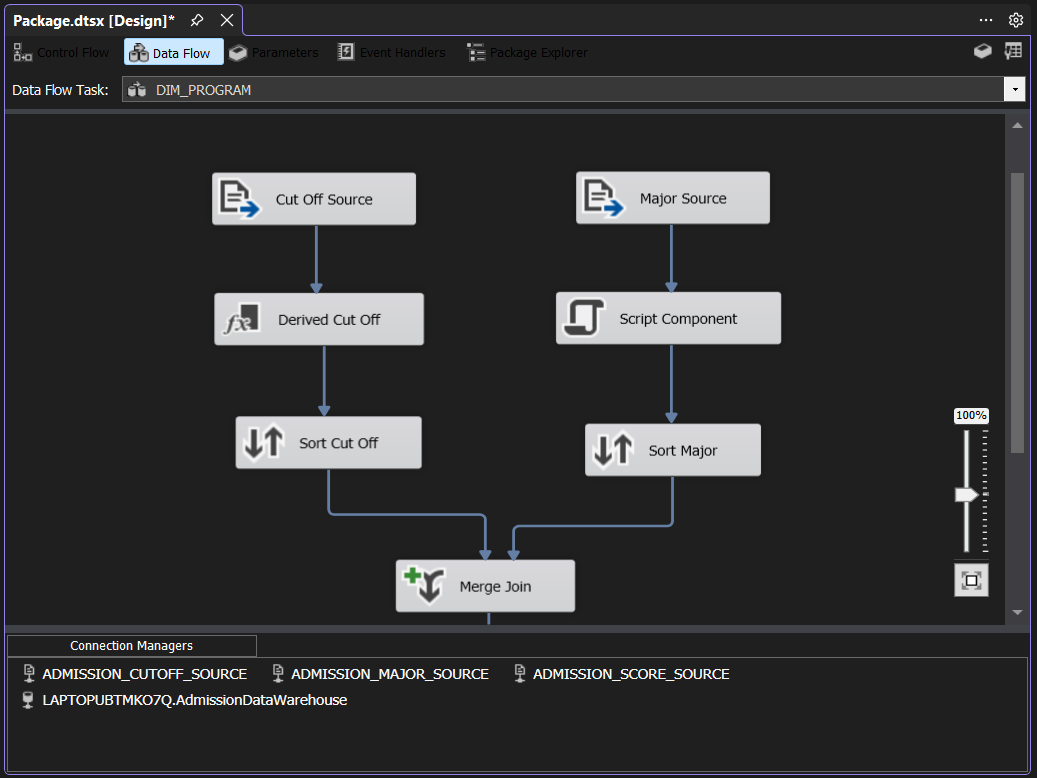 Package.dtsx [Design]*
Control Flow Data Flow Parameters Event Handlers Package Explorer
Data Flow Task: DIM_PROGRAM
Cut Off Source Major Source
fx Derived Cut Off Script Component
Sort Cut Off Sort Major
100%
Merge Join
Connection Managers
ADMISSION_CUTOFF_SOURCE ADMISSION_MAJOR_SOURCE ADMISSION_SCORE_SOURCE
LAPTOPUBTMKO7Q.AdmissionDataWarehouse